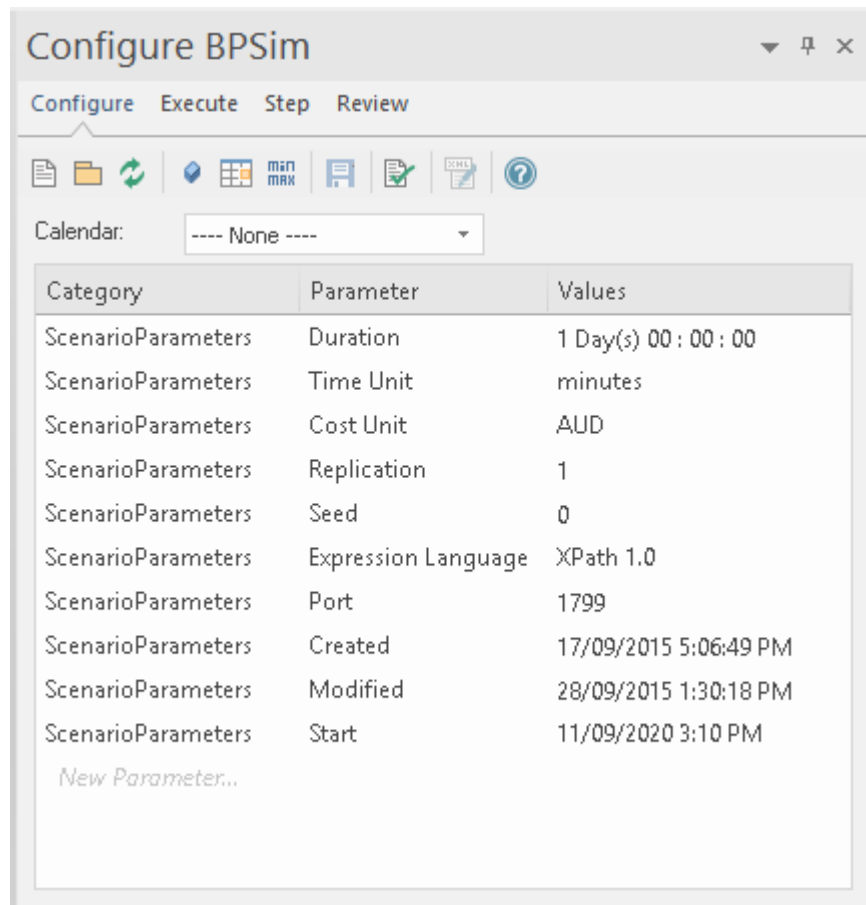 Configure BPSim
Configure Execute Step Review
min
max
XML
Calendar: ---- None ----
Category Parameter Values
ScenarioParameters Duration 1 Day(s) 00 : 00 : 00
ScenarioParameters Time Unit minutes
ScenarioParameters Cost Unit AUD
ScenarioParameters Replication 1
ScenarioParameters Seed 0
ScenarioParameters Expression Language XPath 1.0
ScenarioParameters Port 1799
ScenarioParameters Created 17/09/2015 5:06:49 PM
ScenarioParameters Modified 28/09/2015 1:30:18 PM
ScenarioParameters Start 11/09/2020 3:10 PM
New Parameter...